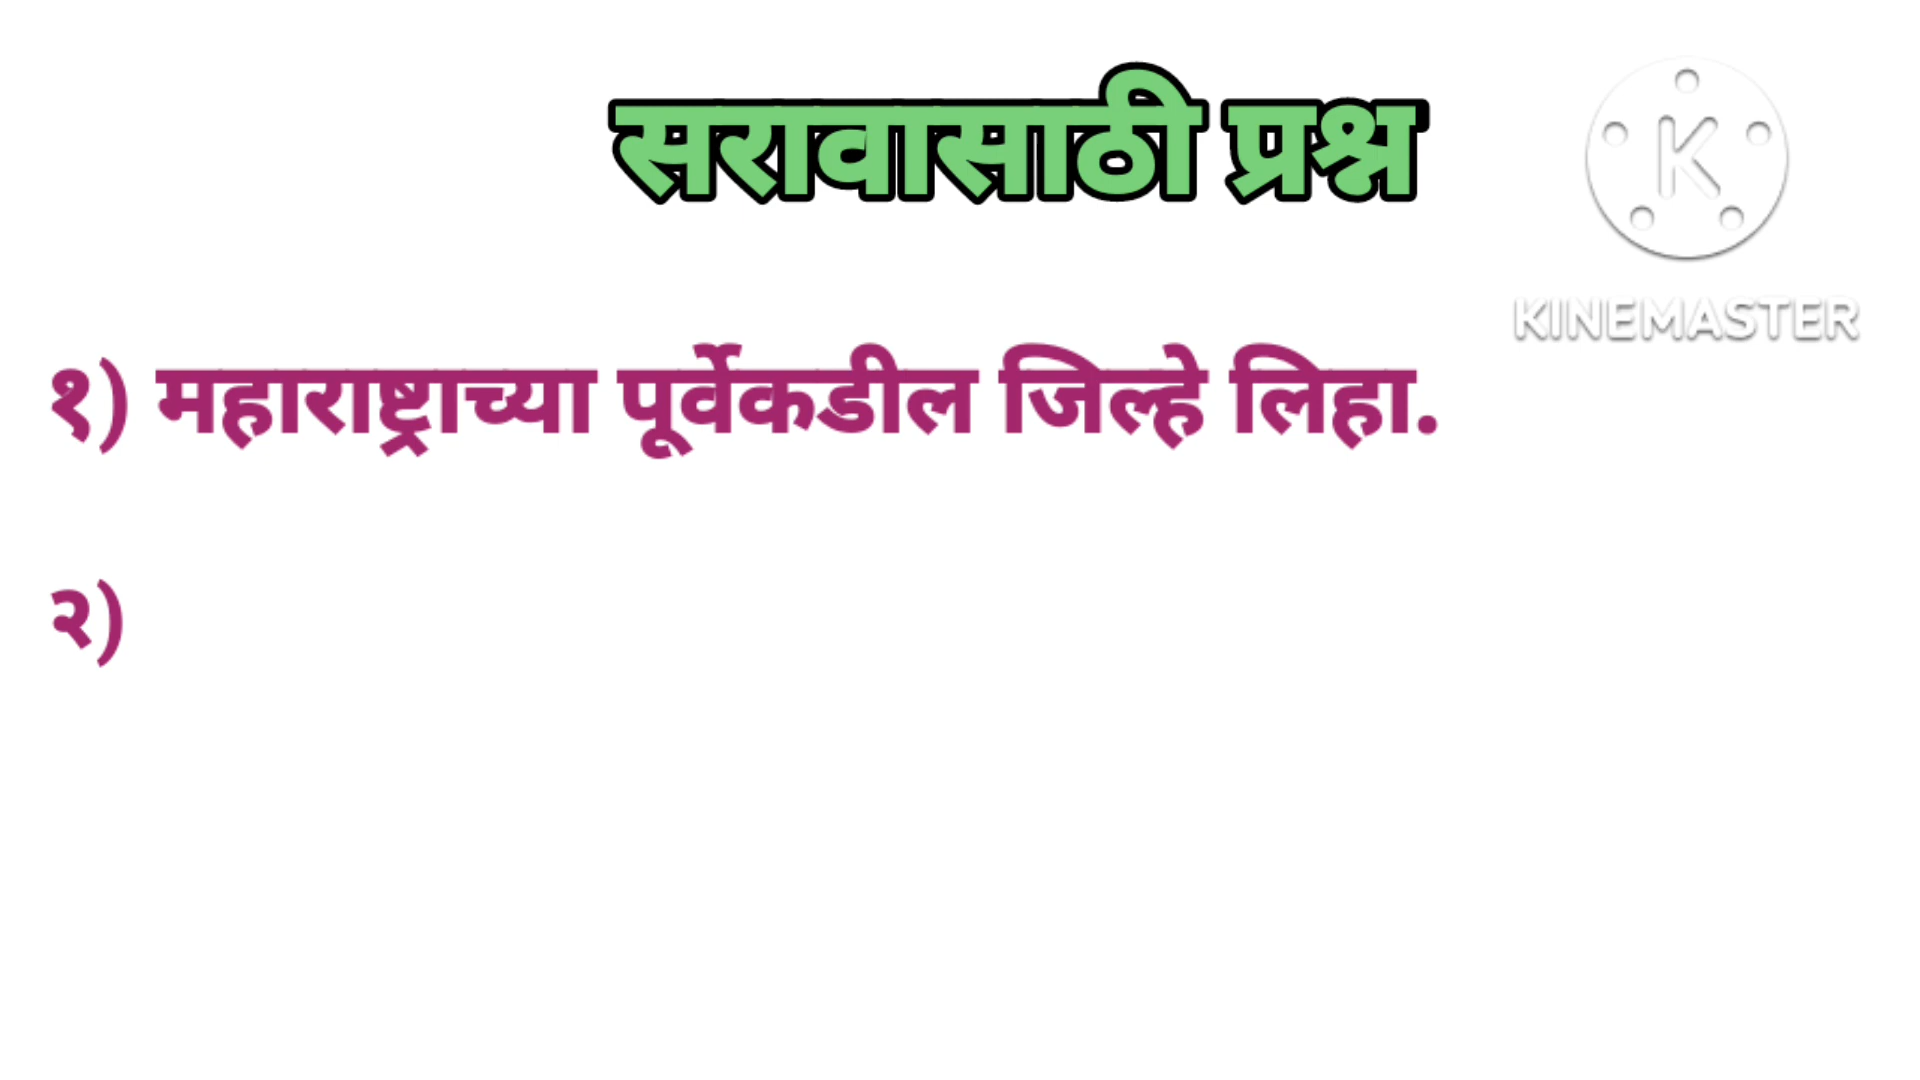 सरावासाठी प्रश्न
K
KINEMASTER
१) महाराष्ट्राच्या पूर्वेकडील जिल्हे लिहा.
२)